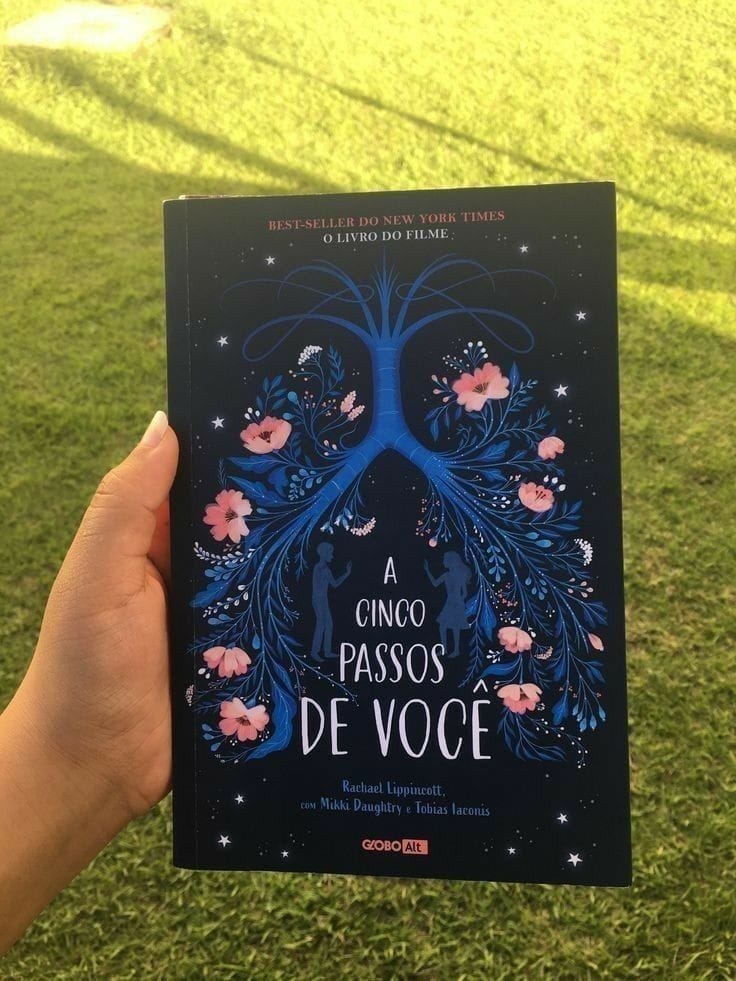 BEST-SELLER DO NEW YORK TIMES
O LIVRO DO FILME
A
CINCO
PASSOS
DE VOCÊ
Rachael Lippincott,
com Mikki Daughtry e Tobias Iaconis
GLOBO Alt